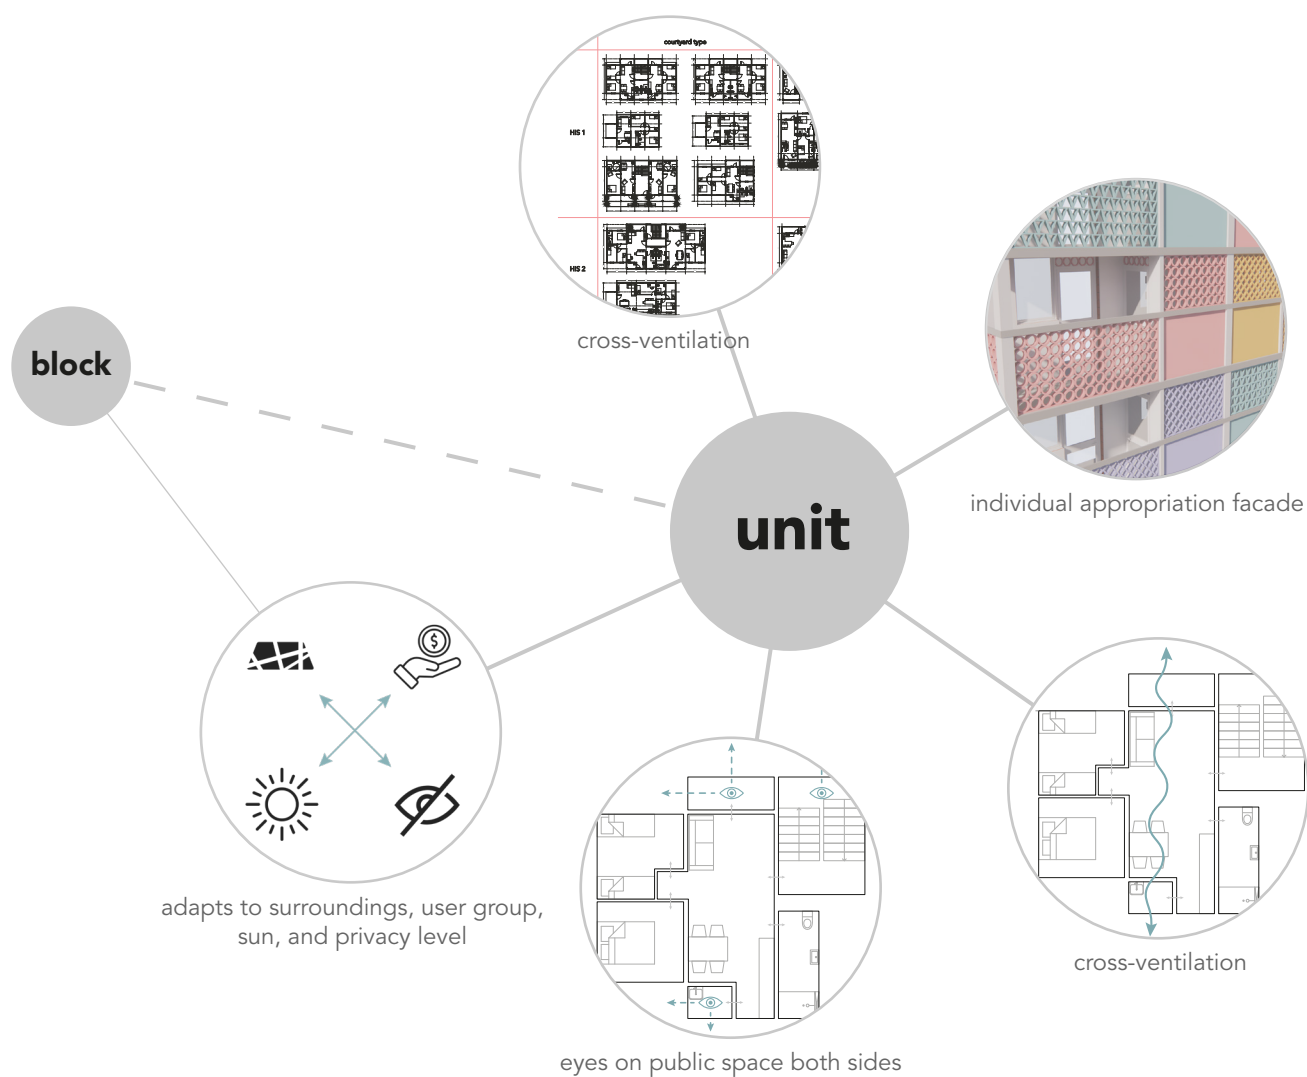 courtyard type
HIS 1
HIS 2
cross-ventilation
block
unit
individual appropriation facade
$
adapts to surroundings, user group,
sun, and privacy level
cross-ventilation
eyes on public space both sides